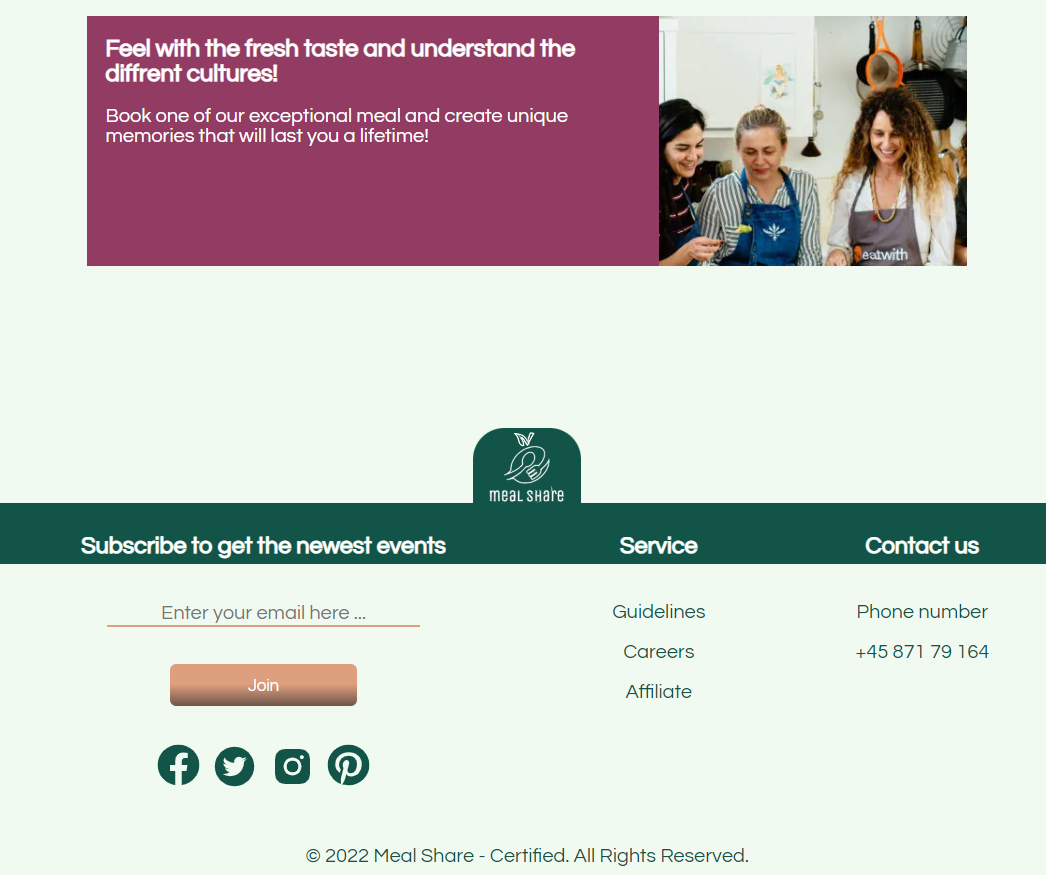 Feel with the fresh taste and understand the
diffrent cultures!
Book one of our exceptional meal and create unique
memories that will last you a lifetime!
eatwith
meal share
Subscribe to get the newest events
Enter your email here ...
Join
Service
Guidelines
Careers
Affiliate
Contact us
Phone number
+45 871 79 164
© 2022 Meal Share - Certified. All Rights Reserved.